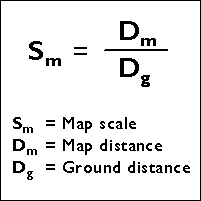 Sm = Dm / Dg
Sm = Map scale
Dm = Map distance
Dg = Ground distance